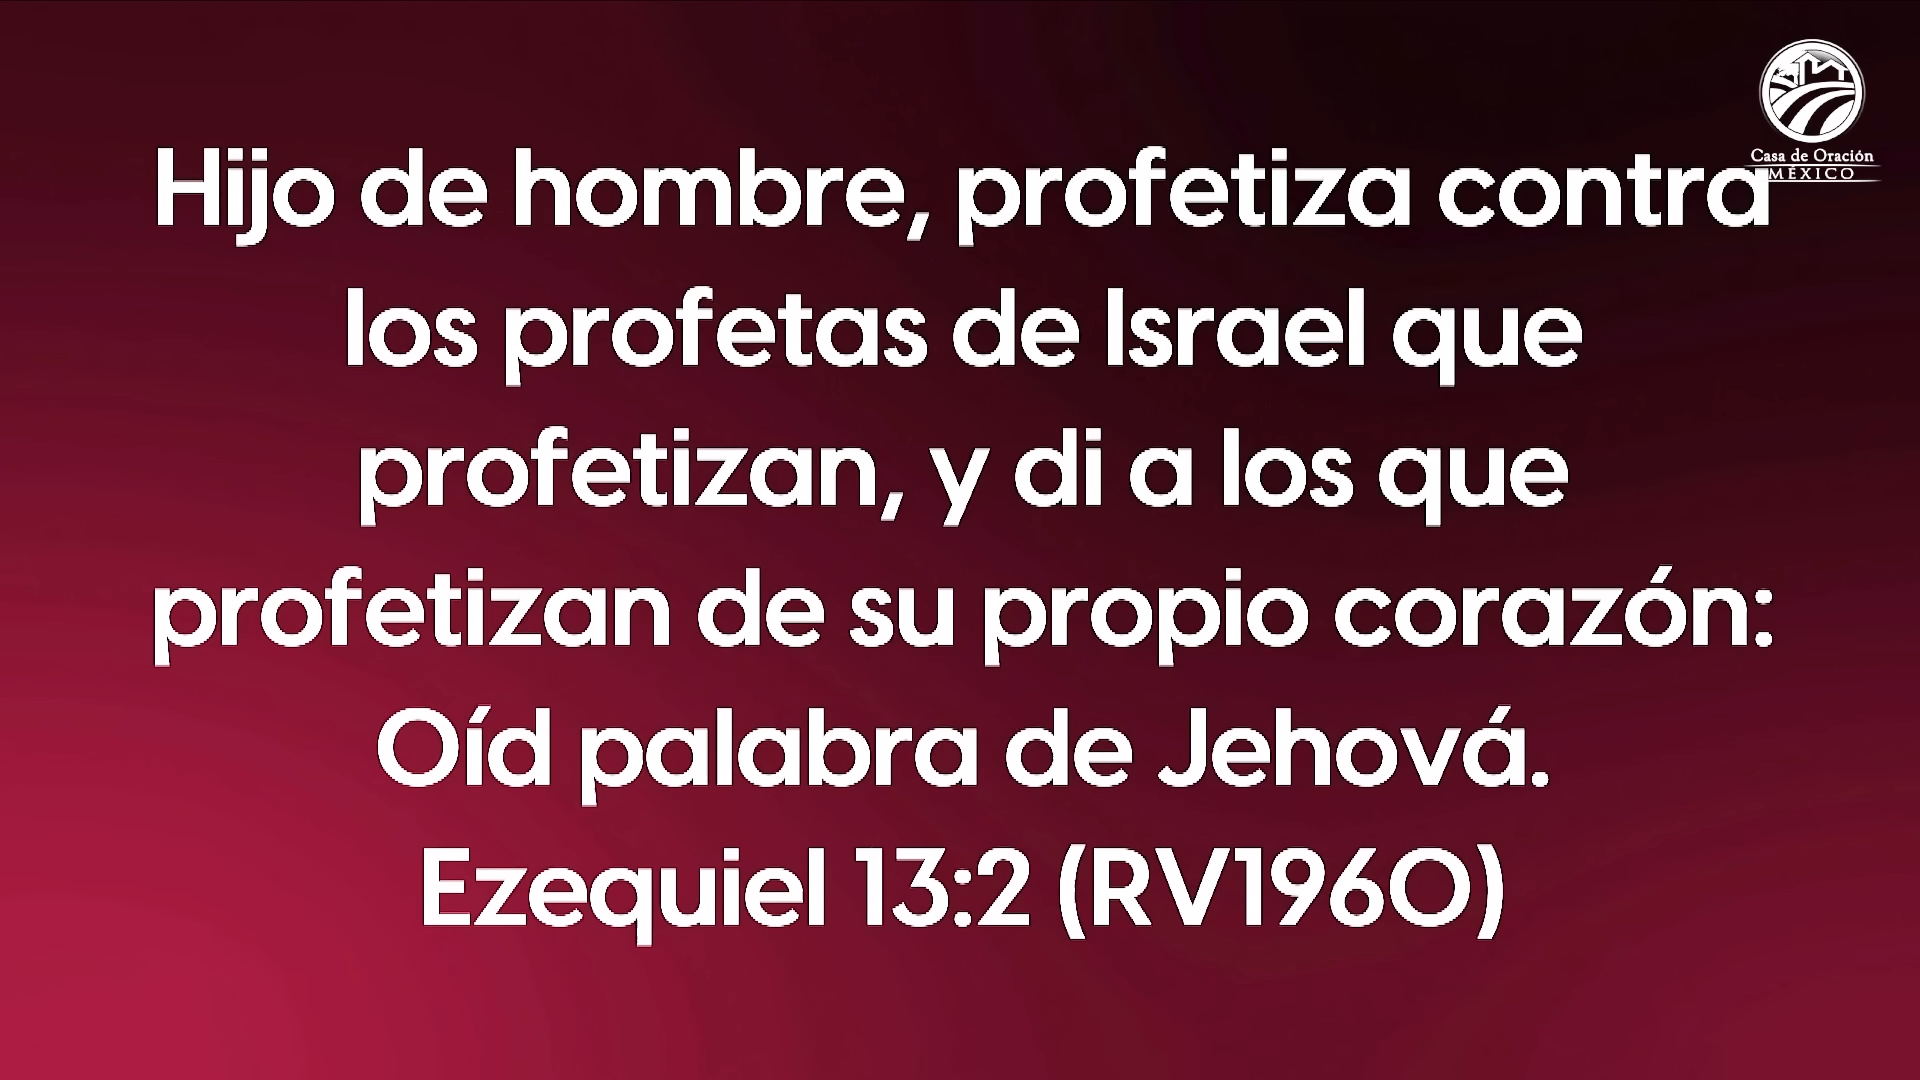 Casa de Oración
MÉXICO
Hijo de hombre, profetiza contra
los profetas de Israel que
profetizan, y di a los que
profetizan de su propio corazón:
Oíd palabra de Jehová.
Ezequiel 13:2 (RV1960)